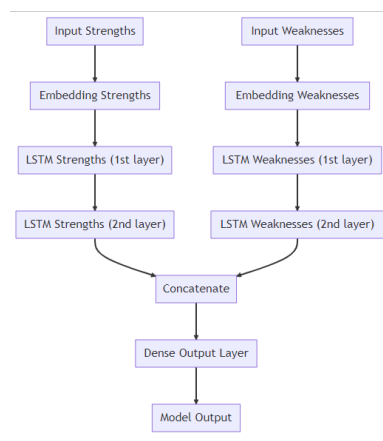 Input Strengths
Input Weaknesses
Embedding Strengths
Embedding Weaknesses
LSTM Strengths (1st layer)
LSTM Weaknesses (1st layer)
LSTM Strengths (2nd layer)
LSTM Weaknesses (2nd layer)
Concatenate
Dense Output Layer
Model Output